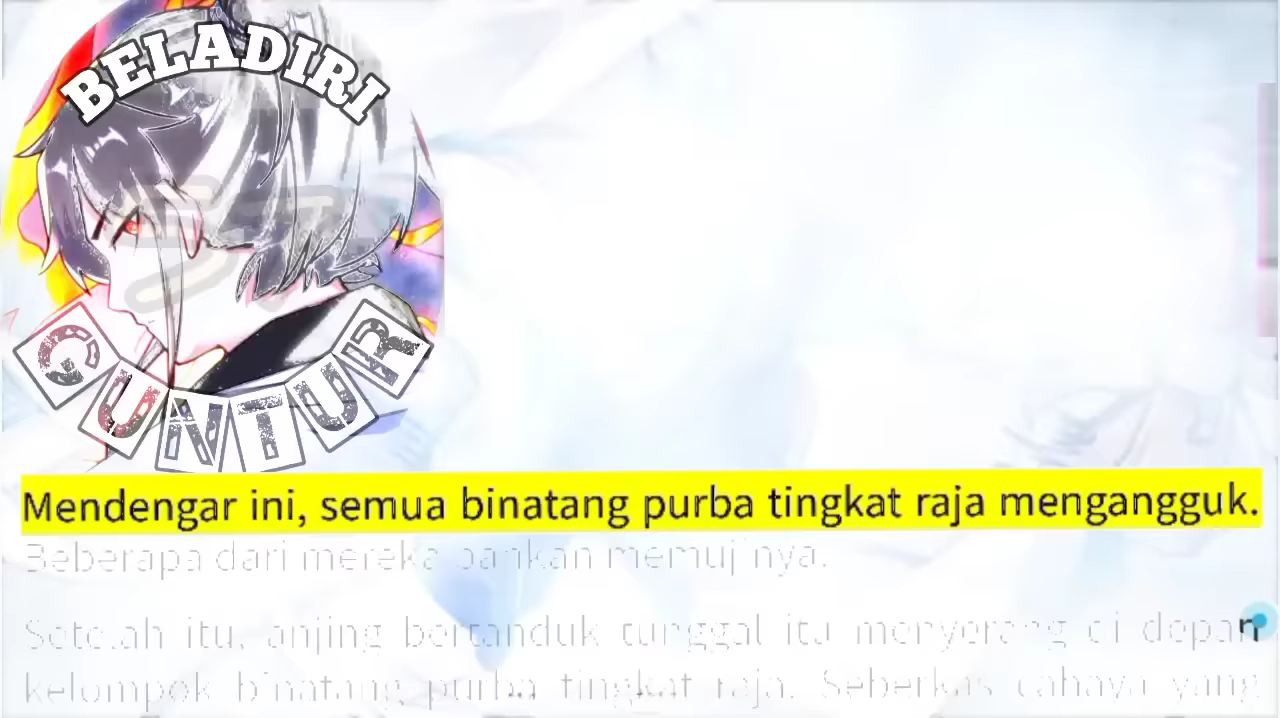 BELADIRI
GUNTUR
Mendengar ini, semua binatang purba tingkat raja mengangguk.
Beberapa dari mereka bahkan memujinya.
Setelah itu, anjing bertanduk tunggal itu menyerang di depan
kelompok binatang purba tingkat raja. Seberkas cahaya yang